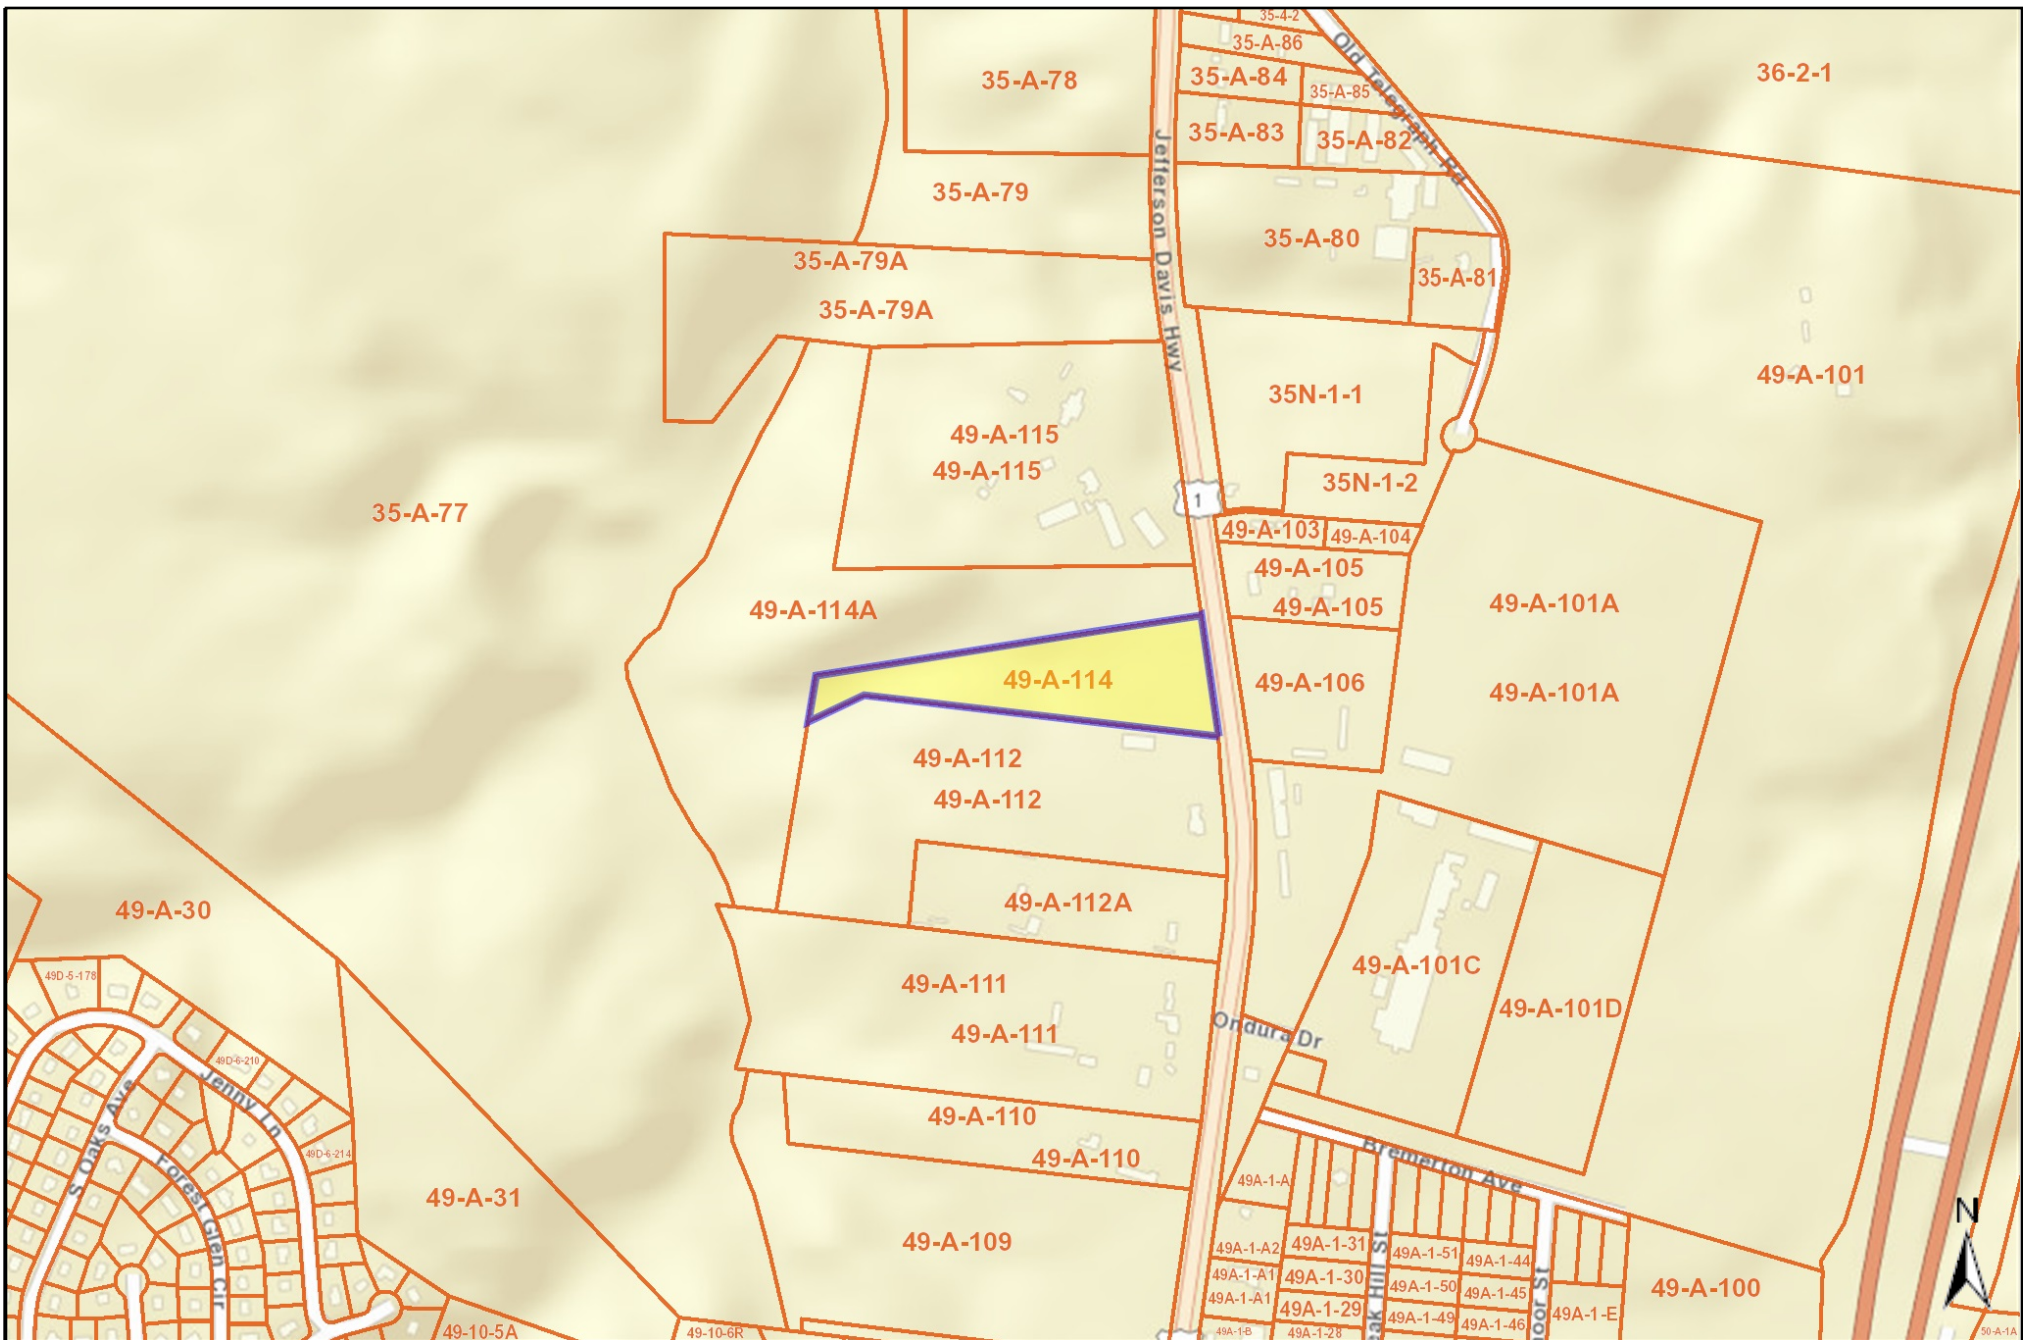 35-4-2
35-A-86
Old Telegraph Rd
35-A-78
35-A-84
35-A-85
36-2-1
35-A-83
35-A-82
Jefferson Davis Hwy
35-A-79
35-A-80
35-A-79A
35-A-81
35-A-79A
35N-1-1
49-A-101
49-A-115
49-A-115
35N-1-2
1
35-A-77
49-A-103
49-A-104
49-A-105
49-A-114A
49-A-105
49-A-101A
49-A-114
49-A-106
49-A-101A
49-A-112
49-A-112
49-A-112A
49-A-30
49-A-101C
49D-5-178
49-A-111
49-A-101D
49-A-111
Ondura Dr
49D-6-210
Jenny Ln
S Oaks Ave
49-A-110
49D-6-214
49-A-110
Bremerton Ave
Forest Glen Cir
49-A-31
49A-1-A
N
49-A-109
49A-1-A2
49A-1-31
49A-1-51
49A-1-44
49A-1-A1
49A-1-30
49A-1-50
49A-1-45
49-A-100
49A-1-A1
49A-1-29
49A-1-49
49A-1-46
49A-1-E
49-10-5A
49-10-6R
49A-1-B
49A-1-28
eak Hill St
oor St
50-A-1A